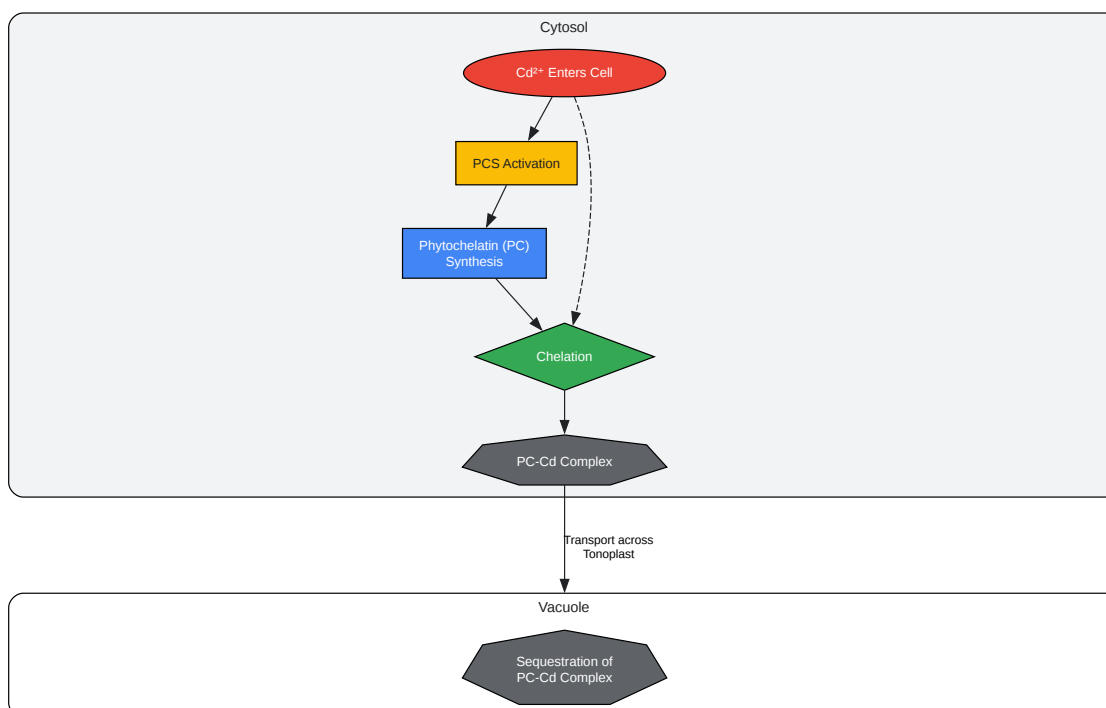 Cytosol
Cd²⁺ Enters Cell
PCS Activation
Phytochelatin (PC)
Synthesis
Chelation
PC-Cd Complex
Transport across
Tonoplast
Vacuole
Sequestration of
PC-Cd Complex